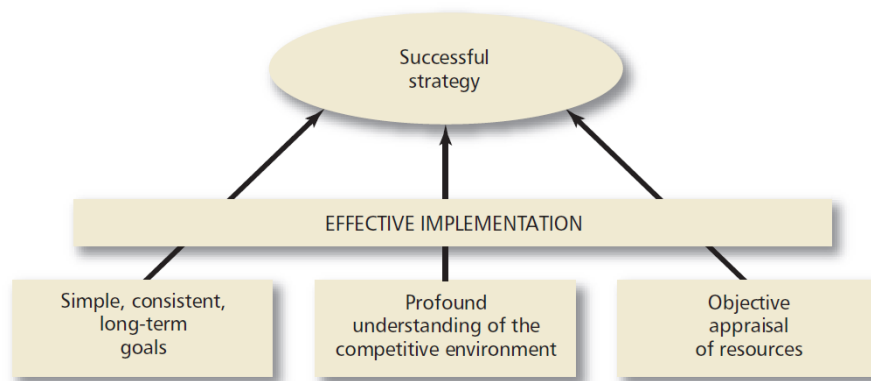 Successful
strategy
EFFECTIVE IMPLEMENTATION
Simple, consistent,
long-term
goals
Profound
understanding of the
competitive environment
Objective
appraisal
of resources